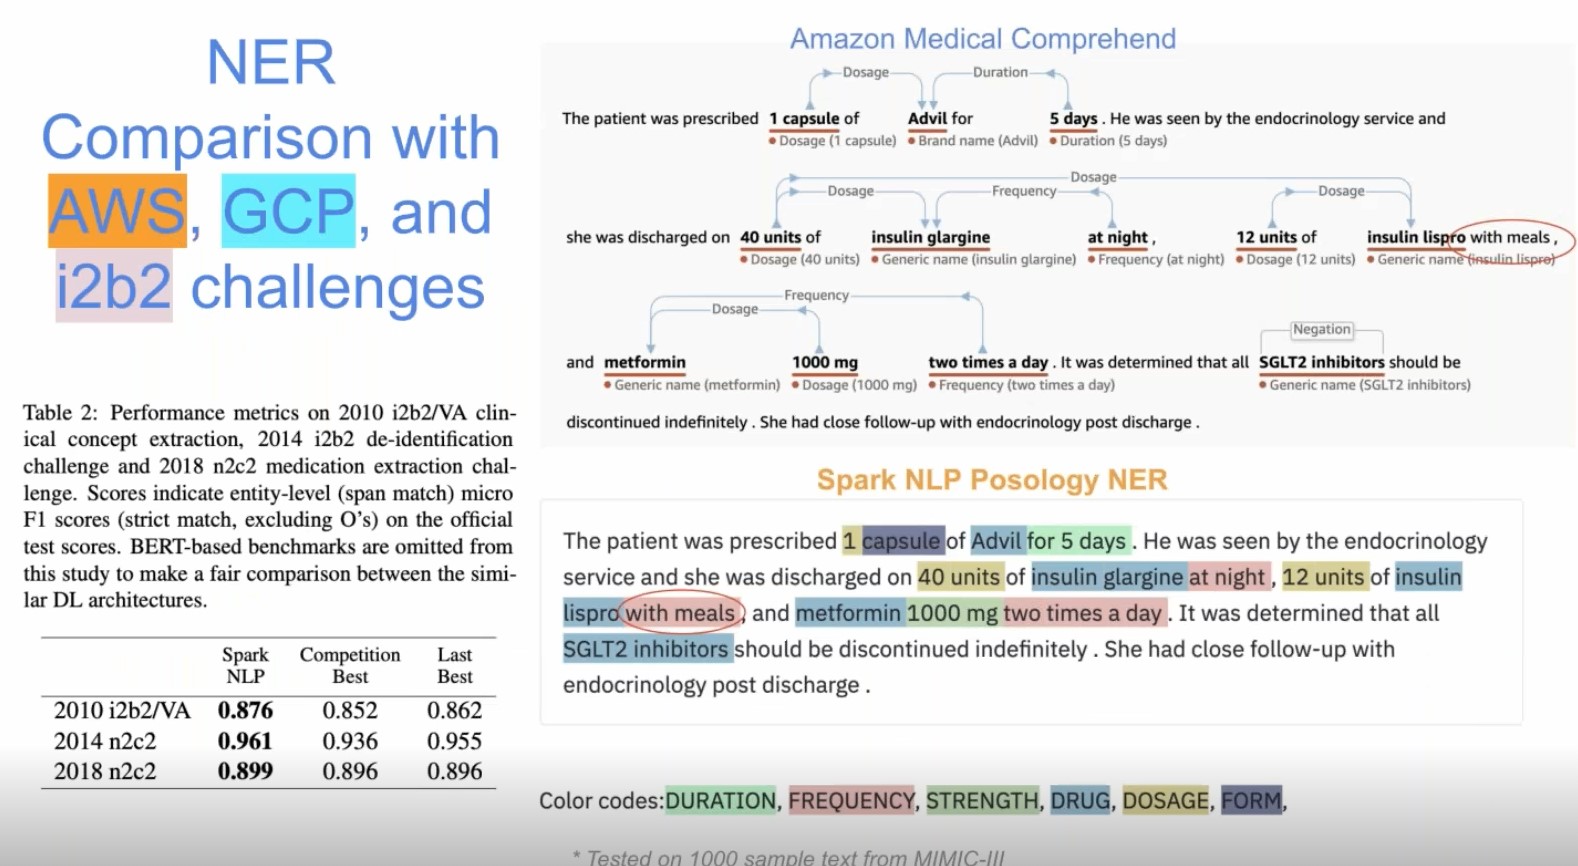 NER
Comparison with
AWS, GCP, and
i2b2 challenges
Table 2: Performance metrics on 2010 i2b2/VA clin-
ical concept extraction, 2014 i2b2 de-identification
challenge and 2018 n2c2 medication extraction chal-
lenge. Scores indicate entity-level (span match) micro
F1 scores (strict match, excluding O's) on the official
test scores. BERT-based benchmarks are omitted from
this study to make a fair comparison between the simi-
lar DL architectures.
Spark NLP Competition Best Last Best
2010 i2b2/VA 0.876 0.852 0.862
2014 n2c2 0.961 0.936 0.955
2018 n2c2 0.899 0.896 0.896
Amazon Medical Comprehend
Dosage Duration
The patient was prescribed 1 capsule of Advil for 5 days . He was seen by the endocrinology service and
• Dosage (1 capsule) • Brand name (Advil) • Duration (5 days)
Dosage
Dosage Frequency Dosage
she was discharged on 40 units of insulin glargine at night , 12 units of insulin lispro with meals ,
• Dosage (40 units) • Generic name (insulin glargine) • Frequency (at night) • Dosage (12 units) • Generic name (insulin lispro)
Frequency
Dosage Negation
and metformin 1000 mg two times a day . It was determined that all SGLT2 inhibitors should be
• Generic name (metformin) • Dosage (1000 mg) • Frequency (two times a day) • Generic name (SGLT2 inhibitors)
discontinued indefinitely . She had close follow-up with endocrinology post discharge .
Spark NLP Posology NER
The patient was prescribed 1 capsule of Advil for 5 days . He was seen by the endocrinology
service and she was discharged on 40 units of insulin glargine at night , 12 units of insulin
lispro with meals , and metformin 1000 mg two times a day . It was determined that all
SGLT2 inhibitors should be discontinued indefinitely . She had close follow-up with
endocrinology post discharge .
Color codes:DURATION, FREQUENCY, STRENGTH, DRUG, DOSAGE, FORM,
* Tested on 1000 sample text from MIMIC-III